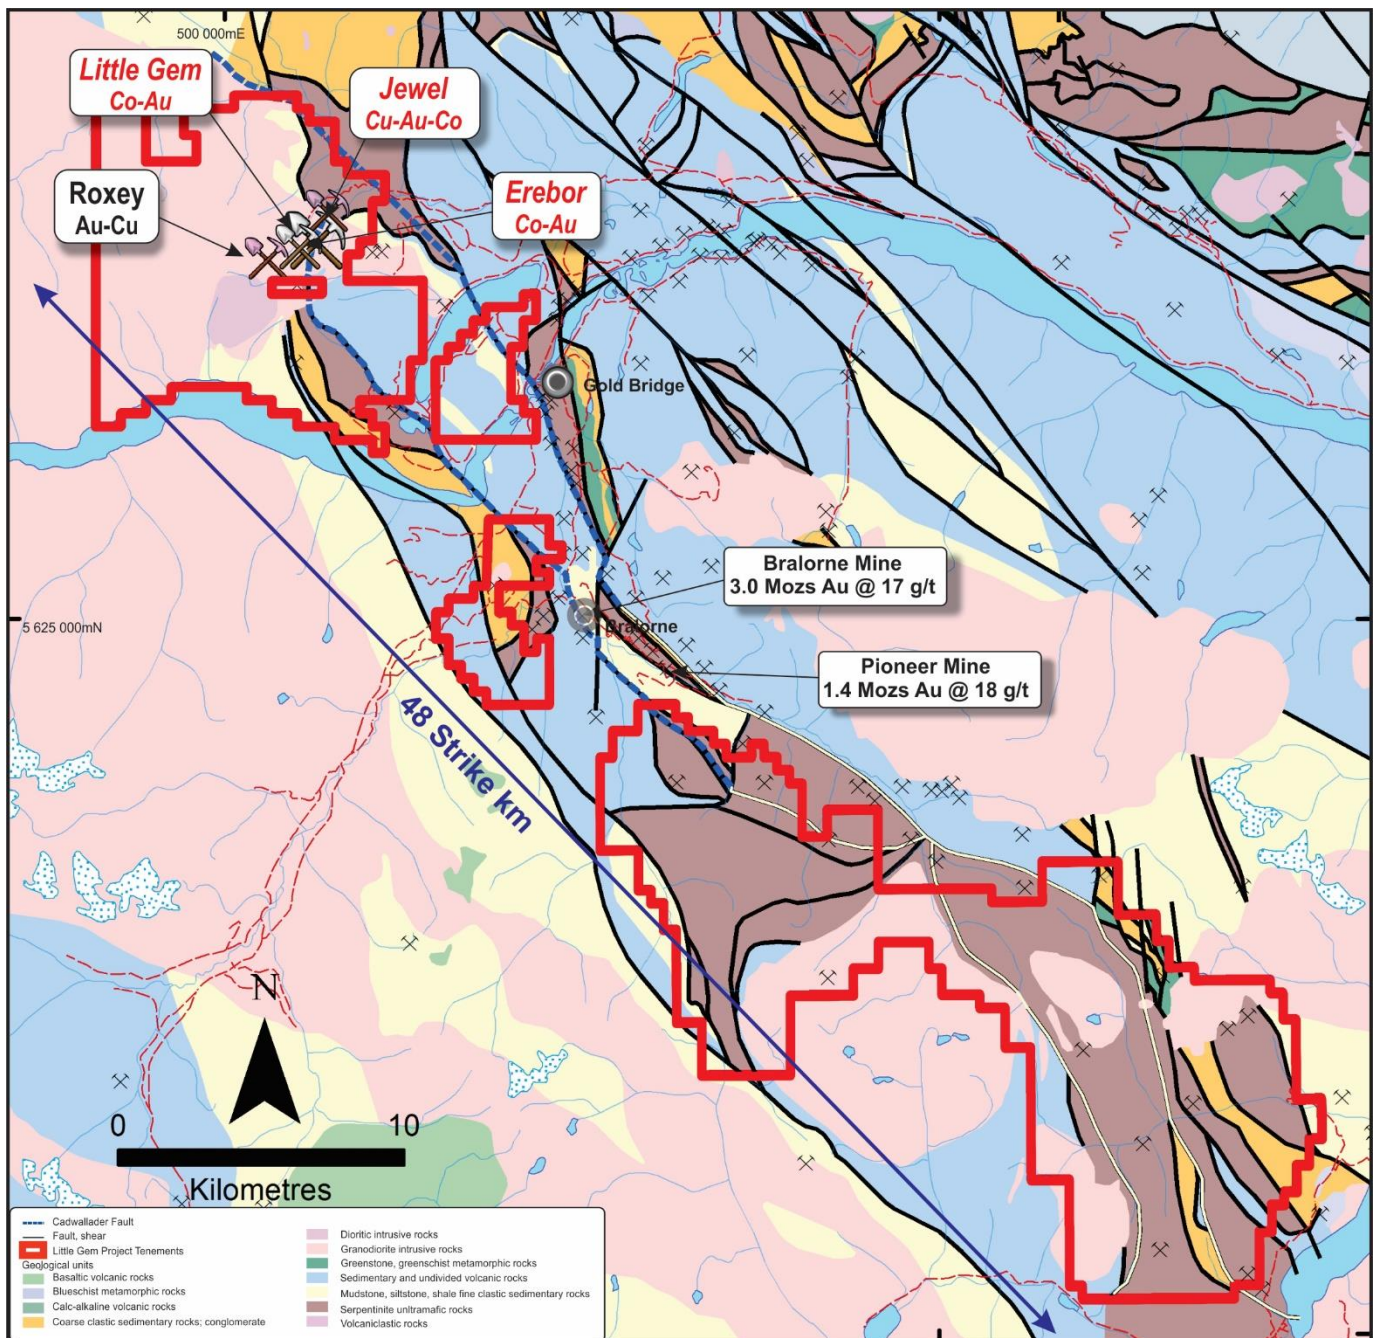 500 000mE
Little Gem
Co-Au
Jewel
Cu-Au-Co
Roxey
Au-Cu
Erebor
Co-Au
Gold Bridge
Bralorne Mine
3.0 Mozs Au @ 17 g/t
5 625 000mN
Bralorne
Pioneer Mine
1.4 Mozs Au @ 18 g/t
48 Strike km
N
0 10
Kilometres
Cadwallader Fault
Fault, shear
Little Gem Project Tenements
Geological units
Basaltic volcanic rocks
Blueschist metamorphic rocks
Calc-alkaline volcanic rocks
Coarse clastic sedimentary rocks; conglomerate
Dioritic intrusive rocks
Granodiorite intrusive rocks
Greenstone, greenschist metamorphic rocks
Sedimentary and undivided volcanic rocks
Mudstone, siltstone, shale fine clastic sedimentary rocks
Serpentinite unltramafic rocks
Volcaniclastic rocks